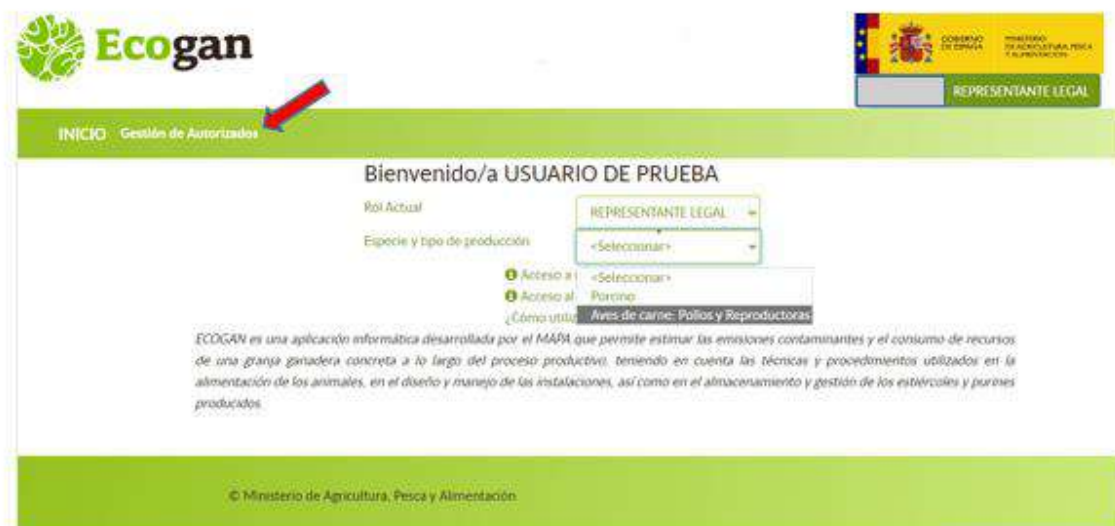 Ecogan
GOBIERNO DE ESPAÑA
MINISTERIO DE AGRICULTURA, PESCA Y ALIMENTACIÓN
REPRESENTANTE LEGAL
INICIO Gestión de Autorizados
Bienvenido/a USUARIO DE PRUEBA
Rol Actual REPRESENTANTE LEGAL
Especie y tipo de producción <Seleccionar>
Acceso a <Seleccionar>
Acceso al Porcino
¿Cómo utiliz Aves de carne: Pollos y Reproductoras
ECOGAN es una aplicación informática desarrollada por el MAPA que permite estimar las emisiones contaminantes y el consumo de recursos
de una granja ganadera concreta a lo largo del proceso productivo, teniendo en cuenta las técnicas y procedimientos utilizados en la
alimentación de los animales, en el diseño y manejo de las instalaciones, así como en el almacenamiento y gestión de los estiércoles y purines
producidos.
© Ministerio de Agricultura, Pesca y Alimentación